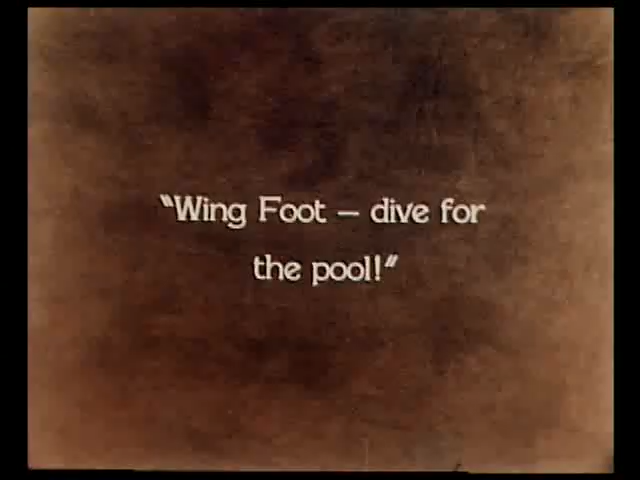 "Wing Foot – dive for
the pool!"